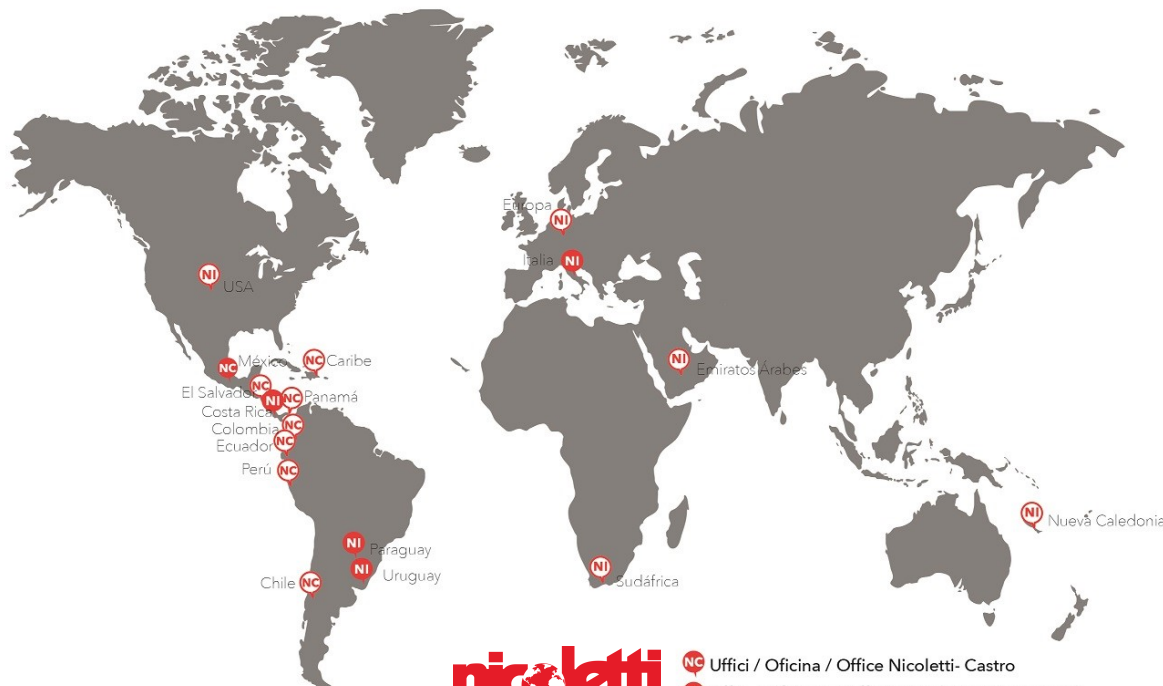 Europa
NI
Italia NI
NI
USA
NC México
NC Caribe
NI
Emiratos Árabes
El Salvador NC
NI NC Panamá
Costa Rica
Colombia NC
Ecuador NC
Perú NC
NI
Nueva Caledonia
NI
Paraguay
NI
Uruguay
Chile NC
NI
Sudáfrica
nicoletti
NC Uffici / Oficina / Office Nicoletti- Castro